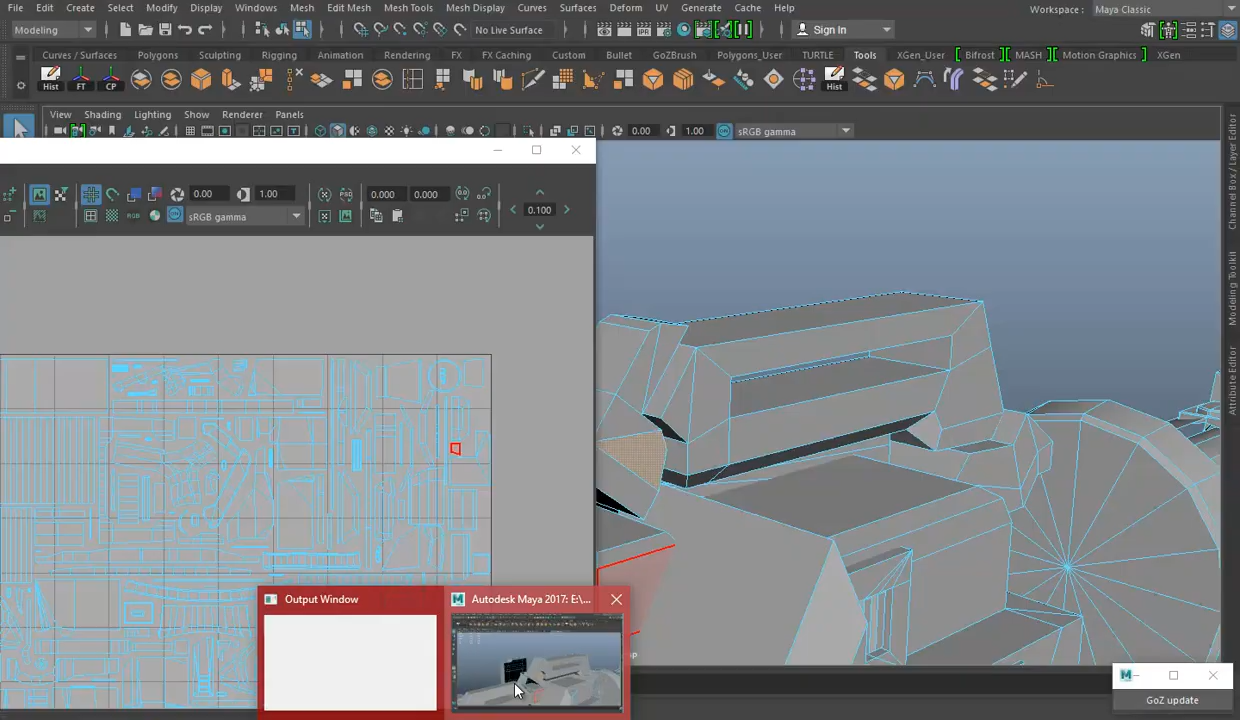 File Edit Create Select Modify Display Windows Mesh Edit Mesh Mesh Tools Mesh Display Curves Surfaces Deform UV Generate Cache Help Workspace : Maya Classic
Modeling No Live Surface Sign In
Curves / Surfaces Polygons Sculpting Rigging Animation Rendering FX FX Caching Custom Bullet GoZBrush Polygons_User TURTLE Tools XGen_User Bifrost MASH Motion Graphics XGen
Hist FT CP Hist
View Shading Lighting Show Renderer Panels
IPR
0.00 1.00 sRGB gamma
0.00 1.00 0.000 0.000
RGB sRGB gamma 0.100
PSD
Channel Box / Layer Editor
Modeling Toolkit
Attribute Editor
Output Window Autodesk Maya 2017: E:\...
GoZ update